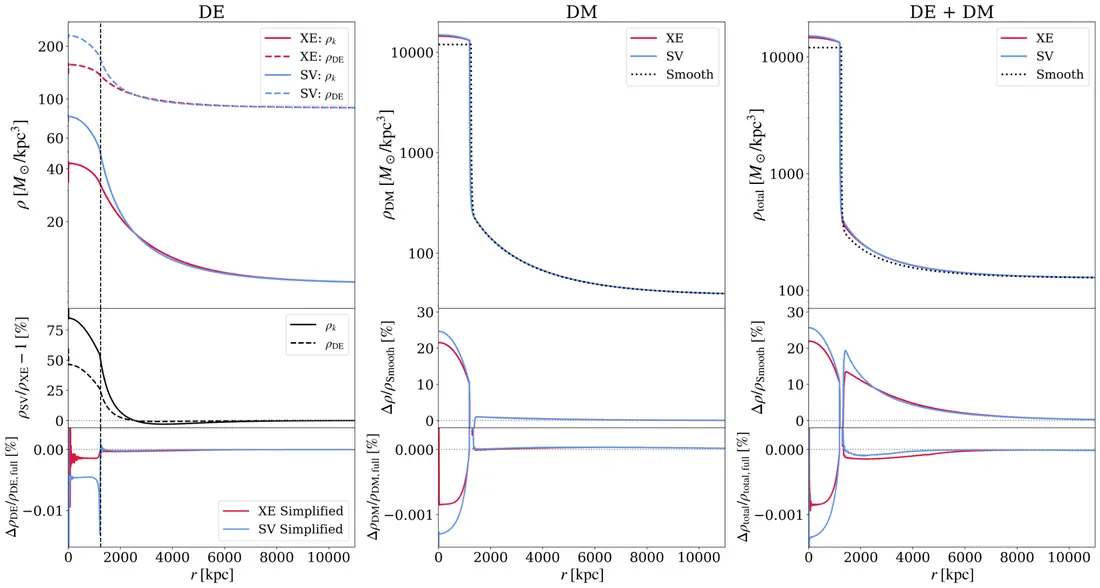 DE
DM
DE + DM
ρ [M⊙/kpc³]
200
100
60
40
20
XE: ρk
XE: ρDE
SV: ρk
SV: ρDE
ρDM [M⊙/kpc³]
10000
1000
100
XE
SV
Smooth
ρtotal [M⊙/kpc³]
10000
1000
100
XE
SV
Smooth
ρSV/ρXE − 1 [%]
75
50
25
0
ρk
ρDE
Δρ/ρSmooth [%]
30
20
10
0
Δρ/ρSmooth [%]
30
20
10
0
ΔρDE/ρDE, full [%]
0.00
−0.01
XE Simplified
SV Simplified
ΔρDM/ρDM, full [%]
0.000
−0.001
Δρtotal/ρtotal, full [%]
0.000
−0.001
0 2000 4000 6000 8000 10000
r [kpc]
0 2000 4000 6000 8000 10000
r [kpc]
0 2000 4000 6000 8000 10000
r [kpc]